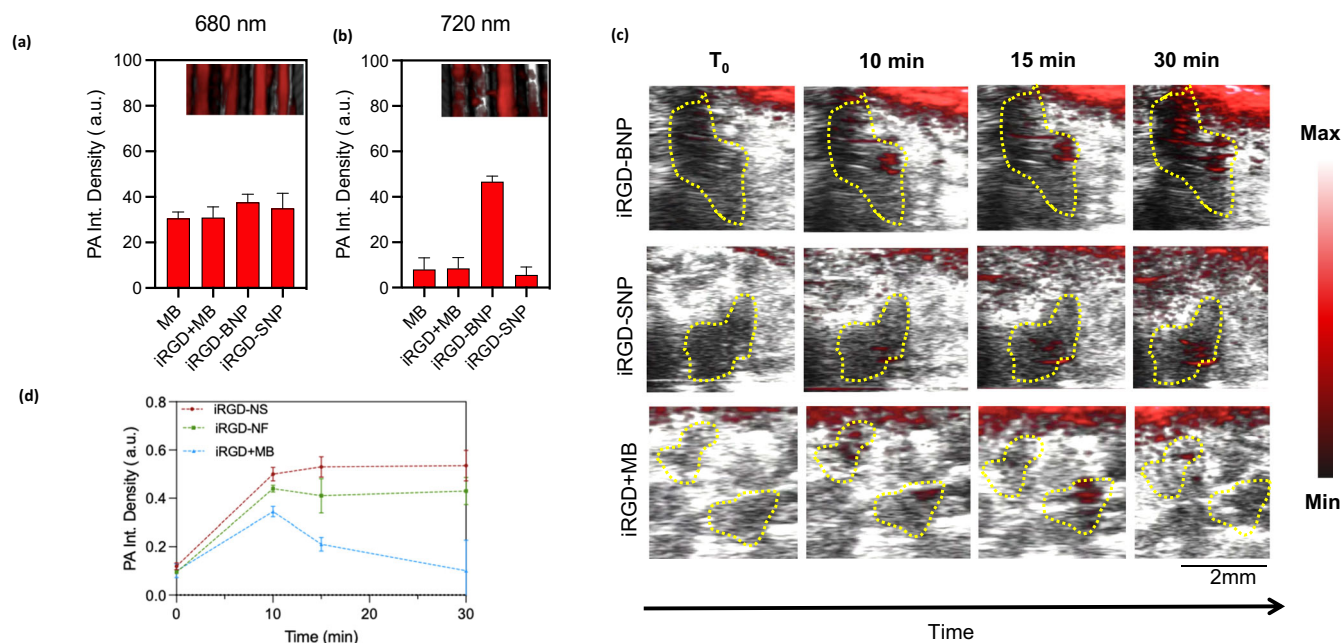 (a)
680 nm
PA Int. Density ( a.u.)
100
80
60
40
20
0
MB
iRGD+MB
iRGD-BNP
iRGD-SNP
(b)
720 nm
PA Int. Density ( a.u.)
100
80
60
40
20
0
MB
iRGD+MB
iRGD-BNP
iRGD-SNP
(c)
T0
10 min
15 min
30 min
iRGD-BNP
iRGD-SNP
iRGD+MB
Max
Min
2mm
Time
(d)
PA Int. Density ( a.u.)
0.8
0.6
0.4
0.2
0.0
iRGD-NS
iRGD-NF
iRGD+MB
0
10
20
30
Time (min)